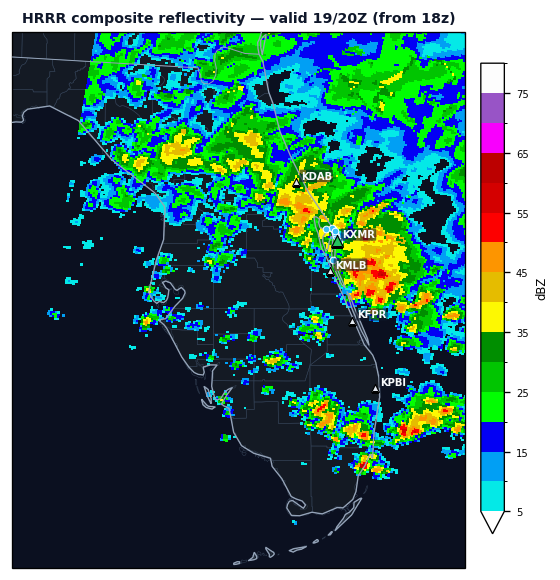 HRRR composite reflectivity — valid 19/20Z (from 18z)
KDAB
KXMR
KMLB
KFPR
KPBI
75
65
55
45
35
25
15
5
dBZ